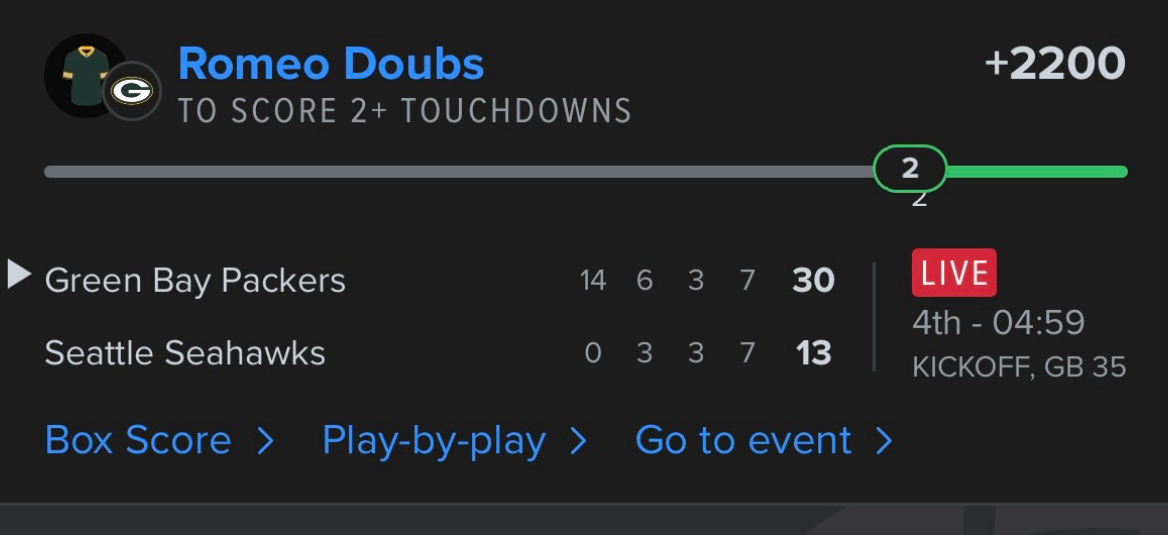 Romeo Doubs +2200
TO SCORE 2+ TOUCHDOWNS
2
2
Green Bay Packers 14 6 3 7 30
Seattle Seahawks 0 3 3 7 13
LIVE
4th - 04:59
KICKOFF, GB 35
Box Score > Play-by-play > Go to event >